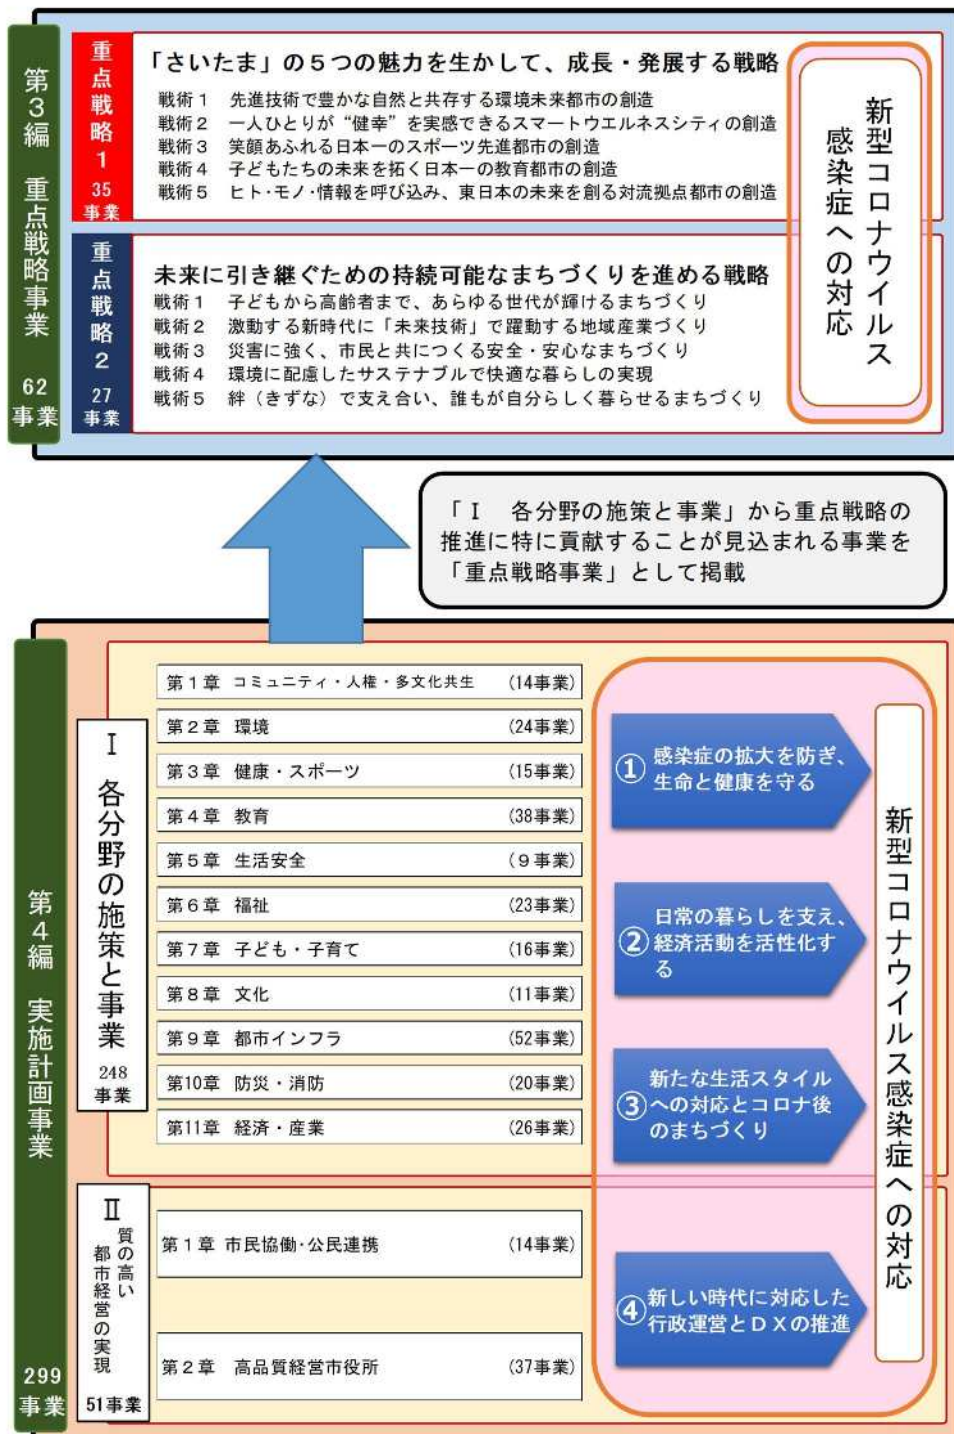 第3編 重点戦略事業
62
事業
重点戦略1
35
事業
「さいたま」の5つの魅力を生かして、成長・発展する戦略
戦術1 先進技術で豊かな自然と共存する環境未来都市の創造
戦術2 一人ひとりが“健幸”を実感できるスマートウエルネスシティの創造
戦術3 笑顔あふれる日本一のスポーツ先進都市の創造
戦術4 子どもたちの未来を拓く日本一の教育都市の創造
戦術5 ヒト・モノ・情報を呼び込み、東日本の未来を創る対流拠点都市の創造
重点戦略2
27
事業
未来に引き継ぐための持続可能なまちづくりを進める戦略
戦術1 子どもから高齢者まで、あらゆる世代が輝けるまちづくり
戦術2 激動する新時代に「未来技術」で躍動する地域産業づくり
戦術3 災害に強く、市民と共につくる安全・安心なまちづくり
戦術4 環境に配慮したサステナブルで快適な暮らしの実現
戦術5 絆（きずな）で支え合い、誰もが自分らしく暮らせるまちづくり
新型コロナウイルス
感染症への対応
「Ⅰ 各分野の施策と事業」から重点戦略の
推進に特に貢献することが見込まれる事業を
「重点戦略事業」として掲載
第4編 実施計画事業
299
事業
Ⅰ 各分野の施策と事業
248
事業
第1章 コミュニティ・人権・多文化共生 (14事業)
第2章 環境 (24事業)
第3章 健康・スポーツ (15事業)
第4章 教育 (38事業)
第5章 生活安全 (9事業)
第6章 福祉 (23事業)
第7章 子ども・子育て (16事業)
第8章 文化 (11事業)
第9章 都市インフラ (52事業)
第10章 防災・消防 (20事業)
第11章 経済・産業 (26事業)
Ⅱ
質の高い
都市経営の実現
51事業
第1章 市民協働・公民連携 (14事業)
第2章 高品質経営市役所 (37事業)
① 感染症の拡大を防ぎ、
生命と健康を守る
② 日常の暮らしを支え、
経済活動を活性化す
る
③ 新たな生活スタイル
への対応とコロナ後
のまちづくり
④ 新しい時代に対応した
行政運営とDXの推進
新型コロナウイルス感染症への対応